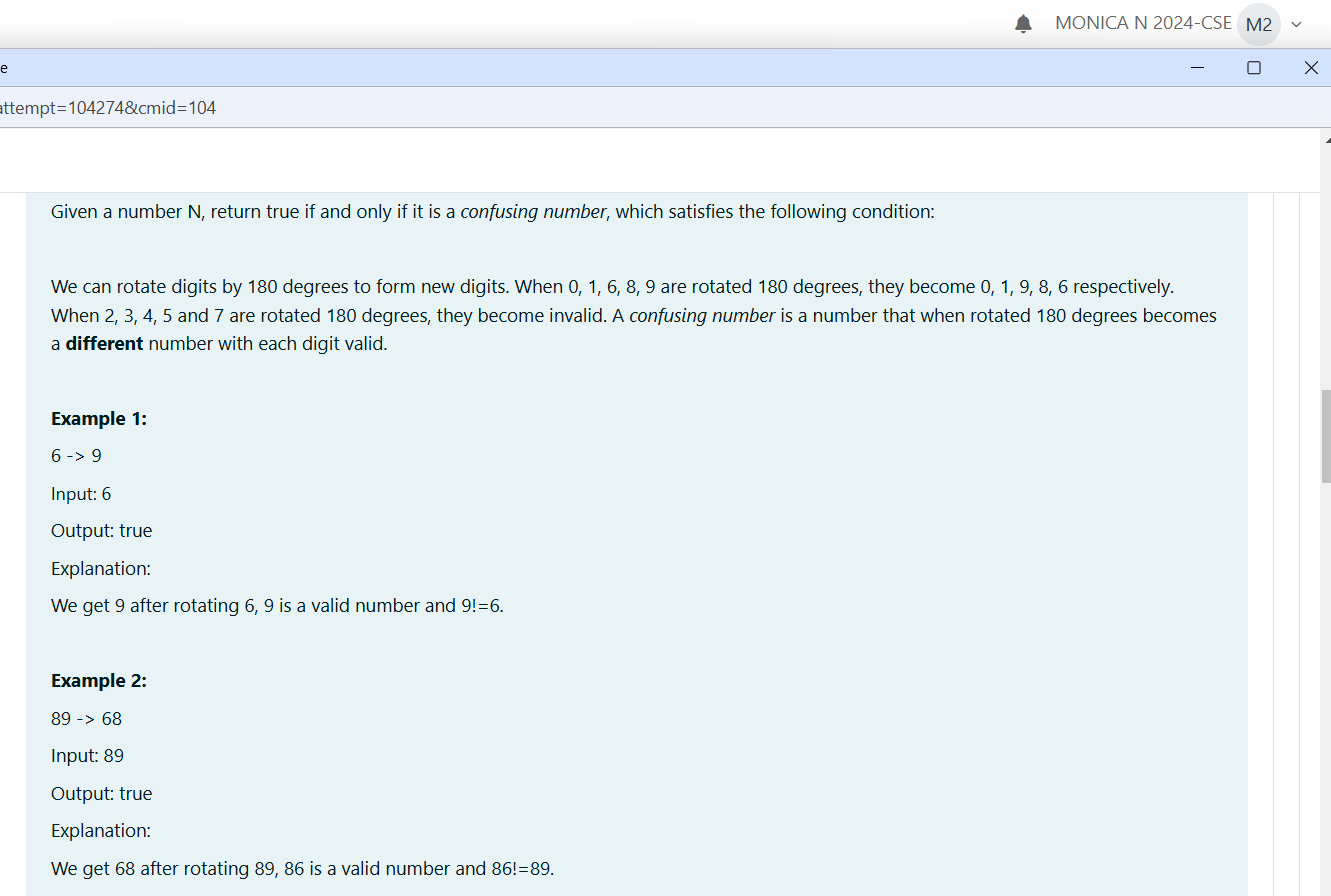 MONICA N 2024-CSE M2
e
attempt=104274&cmid=104
Given a number N, return true if and only if it is a confusing number, which satisfies the following condition:
We can rotate digits by 180 degrees to form new digits. When 0, 1, 6, 8, 9 are rotated 180 degrees, they become 0, 1, 9, 8, 6 respectively.
When 2, 3, 4, 5 and 7 are rotated 180 degrees, they become invalid. A confusing number is a number that when rotated 180 degrees becomes
a different number with each digit valid.
Example 1:
6 -> 9
Input: 6
Output: true
Explanation:
We get 9 after rotating 6, 9 is a valid number and 9!=6.
Example 2:
89 -> 68
Input: 89
Output: true
Explanation:
We get 68 after rotating 89, 86 is a valid number and 86!=89.